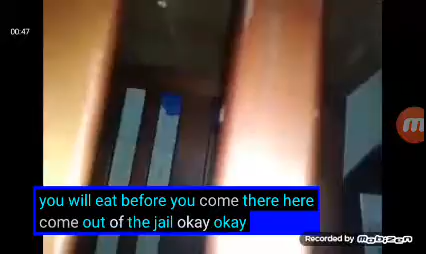 00:47
you will eat before you come there here
come out of the jail okay okay
Recorded by Mobizen